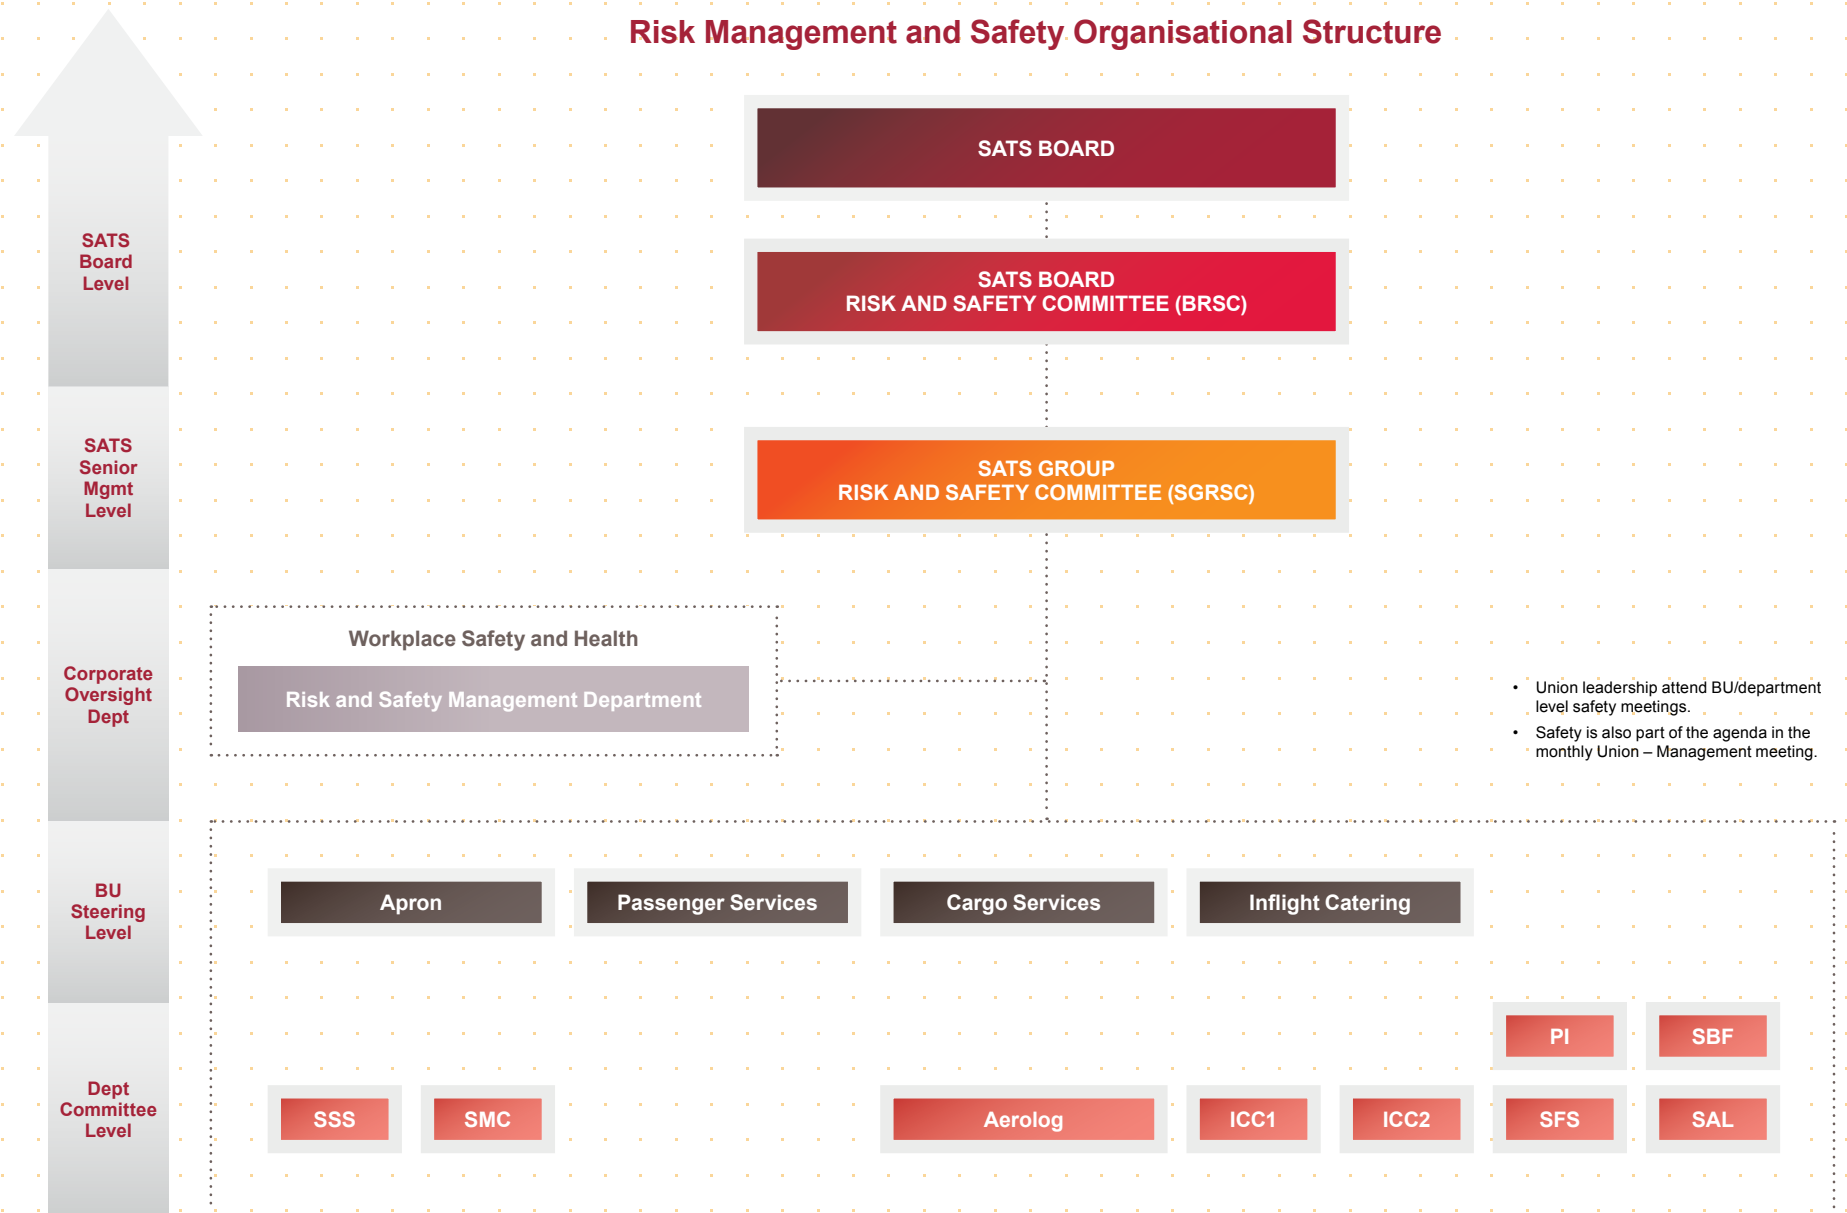 Risk Management and Safety Organisational Structure
SATS BOARD
SATS
Board
Level
SATS BOARD
RISK AND SAFETY COMMITTEE (BRSC)
SATS
Senior
Mgmt
Level
SATS GROUP
RISK AND SAFETY COMMITTEE (SGRSC)
Corporate
Oversight
Dept
Workplace Safety and Health
Risk and Safety Management Department
• Union leadership attend BU/department
level safety meetings.
• Safety is also part of the agenda in the
monthly Union – Management meeting.
BU
Steering
Level
Apron
Passenger Services
Cargo Services
Inflight Catering
Dept
Committee
Level
PI
SBF
SSS
SMC
Aerolog
ICC1
ICC2
SFS
SAL